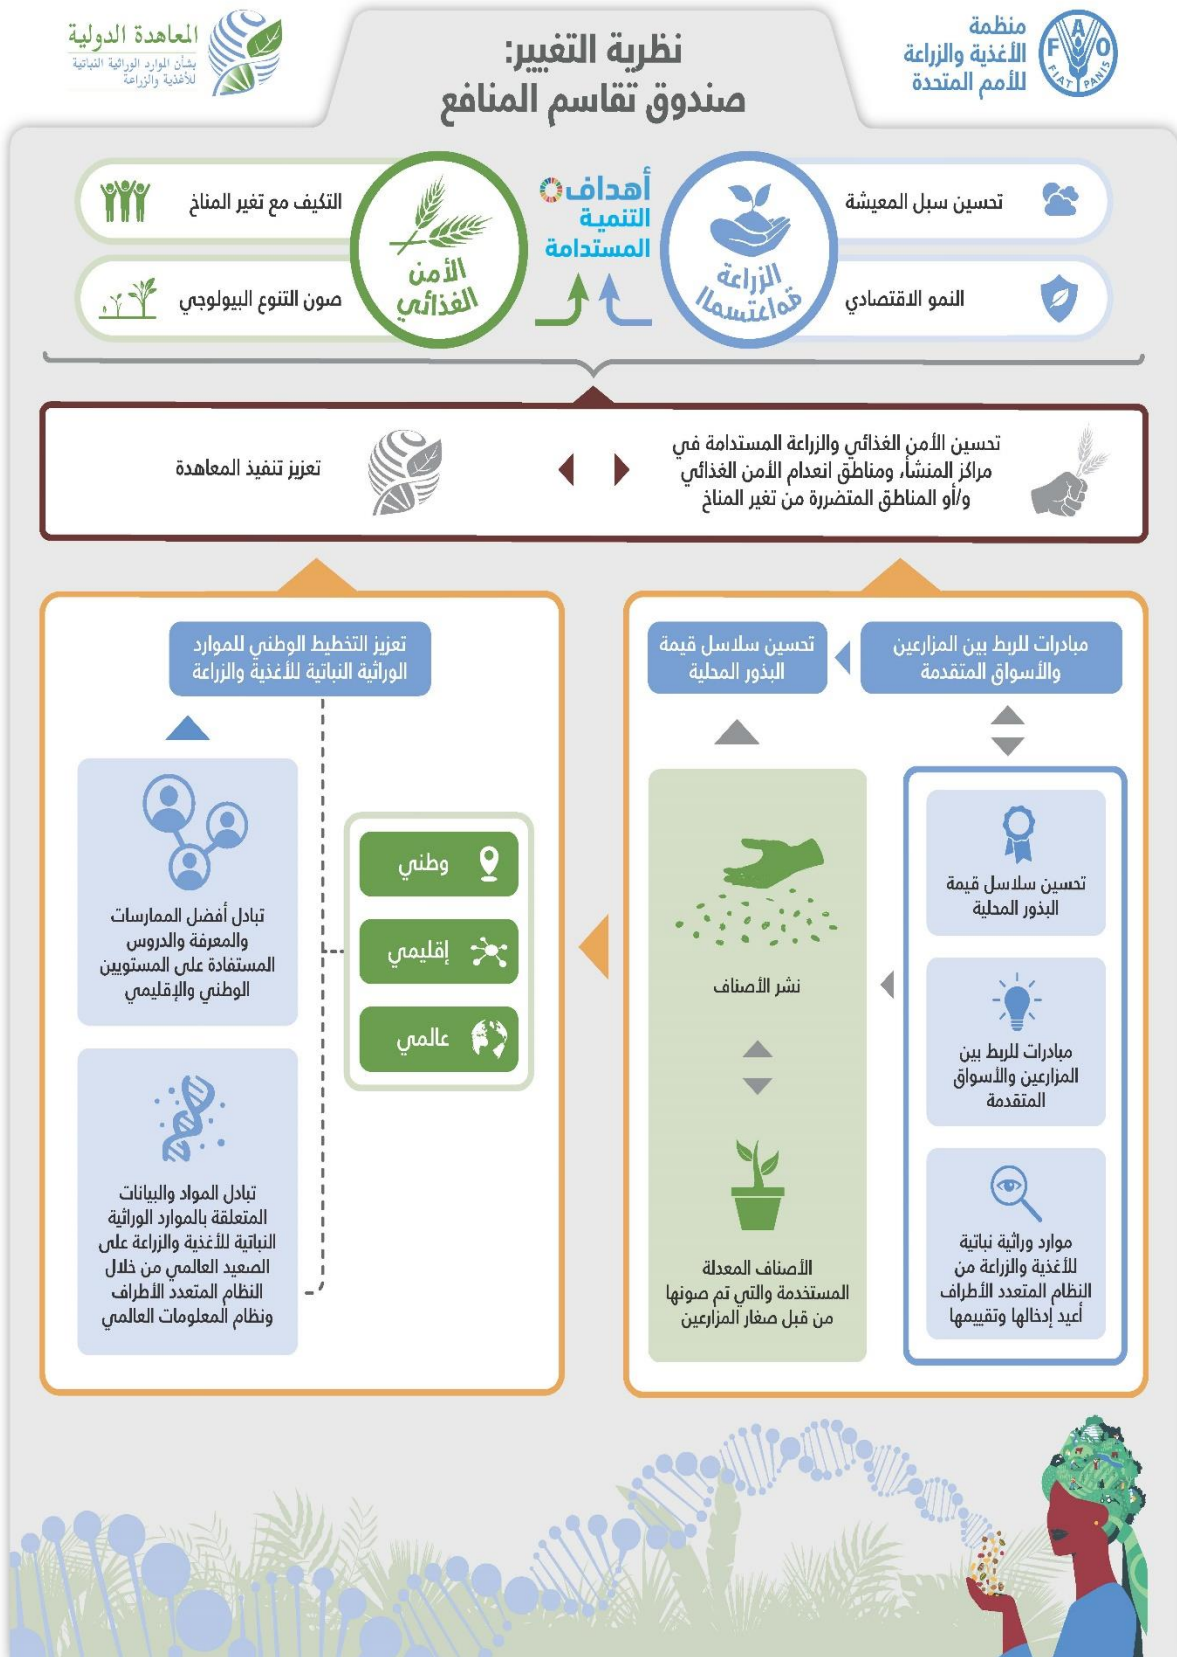 منظمة
الأغذية والزراعة
للأمم المتحدة
FAO
FIAT PANIS
المعاهدة الدولية
بشأن الموارد الوراثية النباتية
للأغذية والزراعة
نظرية التغيير:
صندوق تقاسم المنافع
تحسين سبل المعيشة
النمو الاقتصادي
الزراعة
أهداف
التنمية
المستدامة
الأمن
الغذائي
التكيف مع تغير المناخ
صون التنوع البيولوجي
تحسين الأمن الغذائي والزراعة المستدامة في
مراكز المنشأ، ومناطق انعدام الأمن الغذائي
و/أو المناطق المتضررة من تغير المناخ
تعزيز تنفيذ المعاهدة
مبادرات للربط بين المزارعين
والأسواق المتقدمة
تحسين سلاسل قيمة
البذور المحلية
تحسين سلاسل قيمة
البذور المحلية
مبادرات للربط بين
المزارعين والأسواق
المتقدمة
موارد وراثية نباتية
للأغذية والزراعة من
النظام المتعدد الأطراف
أعيد إدخالها وتقييمها
نشر الأصناف
الأصناف المعدلة
المستخدمة والتي تم صونها
من قبل صغار المزارعين
تعزيز التخطيط الوطني للموارد
الوراثية النباتية للأغذية والزراعة
وطني
إقليمي
عالمي
تبادل أفضل الممارسات
والمعرفة والدروس
المستفادة على المستويين
الوطني والإقليمي
تبادل المواد والبيانات
المتعلقة بالموارد الوراثية
النباتية للأغذية والزراعة على
الصعيد العالمي من خلال
النظام المتعدد الأطراف
ونظام المعلومات العالمي